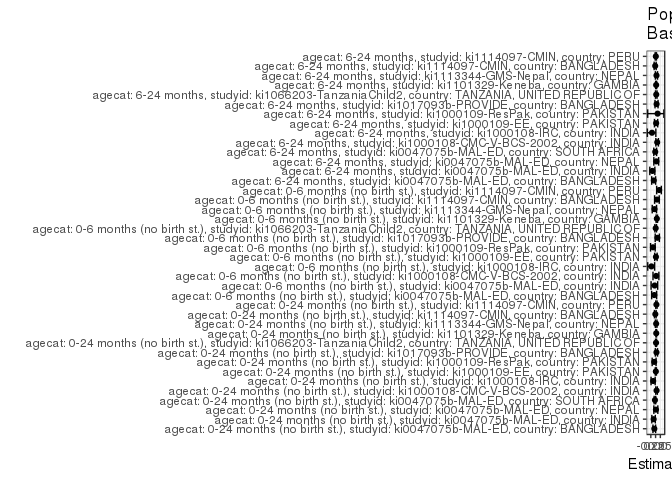 Pop
Bas
agecat: 6-24 months, studyid: ki1114097-CMIN, country: PERU
agecat: 6-24 months, studyid: ki1114097-CMIN, country: BANGLADESH
agecat: 6-24 months, studyid: ki1113344-GMS-Nepal, country: NEPAL
agecat: 6-24 months, studyid: ki1101329-Keneba, country: GAMBIA
agecat: 6-24 months, studyid: ki1066203-TanzaniaChild2, country: TANZANIA, UNITED REPUBLIC OF
agecat: 6-24 months, studyid: ki1017093b-PROVIDE, country: BANGLADESH
agecat: 6-24 months, studyid: ki1000109-ResPak, country: PAKISTAN
agecat: 6-24 months, studyid: ki1000109-EE, country: PAKISTAN
agecat: 6-24 months, studyid: ki1000108-IRC, country: INDIA
agecat: 6-24 months, studyid: ki1000108-CMC-V-BCS-2002, country: INDIA
agecat: 6-24 months, studyid: ki0047075b-MAL-ED, country: SOUTH AFRICA
agecat: 6-24 months, studyid: ki0047075b-MAL-ED, country: NEPAL
agecat: 6-24 months, studyid: ki0047075b-MAL-ED, country: INDIA
agecat: 6-24 months, studyid: ki0047075b-MAL-ED, country: BANGLADESH
agecat: 0-6 months (no birth st.), studyid: ki1114097-CMIN, country: PERU
agecat: 0-6 months (no birth st.), studyid: ki1114097-CMIN, country: BANGLADESH
agecat: 0-6 months (no birth st.), studyid: ki1113344-GMS-Nepal, country: NEPAL
agecat: 0-6 months (no birth st.), studyid: ki1101329-Keneba, country: GAMBIA
agecat: 0-6 months (no birth st.), studyid: ki1066203-TanzaniaChild2, country: TANZANIA, UNITED REPUBLIC OF
agecat: 0-6 months (no birth st.), studyid: ki1017093b-PROVIDE, country: BANGLADESH
agecat: 0-6 months (no birth st.), studyid: ki1000109-ResPak, country: PAKISTAN
agecat: 0-6 months (no birth st.), studyid: ki1000109-EE, country: PAKISTAN
agecat: 0-6 months (no birth st.), studyid: ki1000108-IRC, country: INDIA
agecat: 0-6 months (no birth st.), studyid: ki1000108-CMC-V-BCS-2002, country: INDIA
agecat: 0-6 months (no birth st.), studyid: ki0047075b-MAL-ED, country: INDIA
agecat: 0-6 months (no birth st.), studyid: ki0047075b-MAL-ED, country: BANGLADESH
agecat: 0-24 months (no birth st.), studyid: ki1114097-CMIN, country: PERU
agecat: 0-24 months (no birth st.), studyid: ki1114097-CMIN, country: BANGLADESH
agecat: 0-24 months (no birth st.), studyid: ki1113344-GMS-Nepal, country: NEPAL
agecat: 0-24 months (no birth st.), studyid: ki1101329-Keneba, country: GAMBIA
agecat: 0-24 months (no birth st.), studyid: ki1066203-TanzaniaChild2, country: TANZANIA, UNITED REPUBLIC OF
agecat: 0-24 months (no birth st.), studyid: ki1017093b-PROVIDE, country: BANGLADESH
agecat: 0-24 months (no birth st.), studyid: ki1000109-ResPak, country: PAKISTAN
agecat: 0-24 months (no birth st.), studyid: ki1000109-EE, country: PAKISTAN
agecat: 0-24 months (no birth st.), studyid: ki1000108-IRC, country: INDIA
agecat: 0-24 months (no birth st.), studyid: ki1000108-CMC-V-BCS-2002, country: INDIA
agecat: 0-24 months (no birth st.), studyid: ki0047075b-MAL-ED, country: SOUTH AFRICA
agecat: 0-24 months (no birth st.), studyid: ki0047075b-MAL-ED, country: NEPAL
agecat: 0-24 months (no birth st.), studyid: ki0047075b-MAL-ED, country: INDIA
agecat: 0-24 months (no birth st.), studyid: ki0047075b-MAL-ED, country: BANGLADESH
Estima